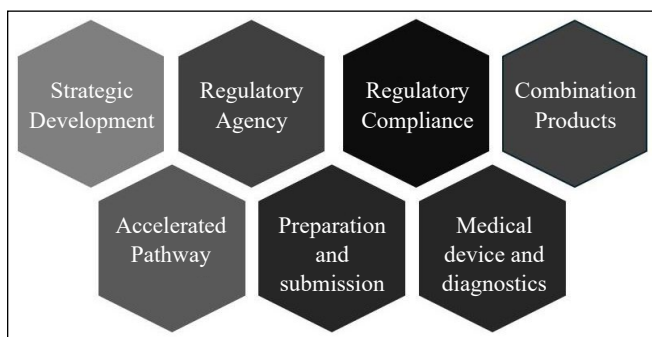 Strategic
Development
Regulatory
Agency
Regulatory
Compliance
Combination
Products
Accelerated
Pathway
Preparation
and
submission
Medical
device and
diagnostics